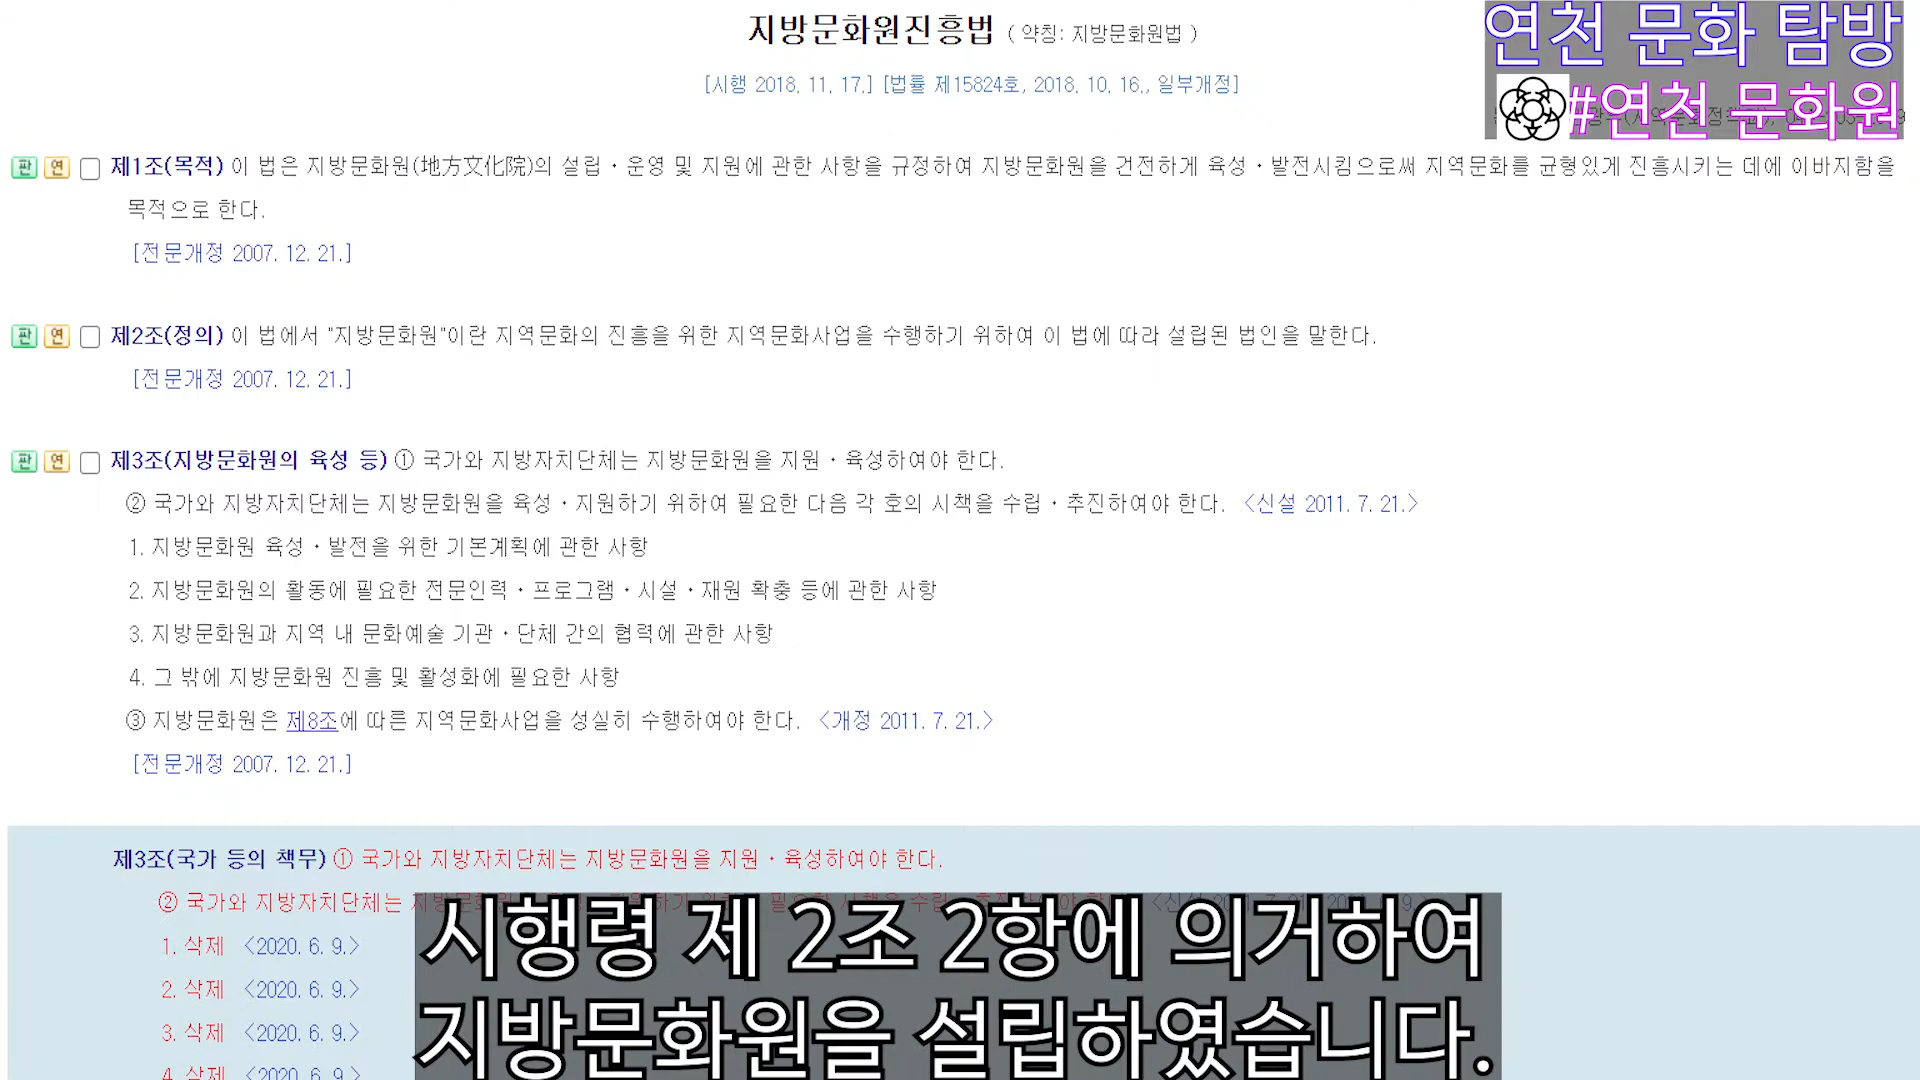 지방문화원진흥법 ( 약칭: 지방문화원법 )
[시행 2018. 11. 17.] [법률 제15824호, 2018. 10. 16., 일부개정]
연천 문화 탐방
#연천 문화원
판 연 제1조(목적) 이 법은 지방문화원(地方文化院)의 설립ㆍ운영 및 지원에 관한 사항을 규정하여 지방문화원을 건전하게 육성ㆍ발전시킴으로써 지역문화를 균형있게 진흥시키는 데에 이바지함을
목적으로 한다.
[전문개정 2007. 12. 21.]
판 연 제2조(정의) 이 법에서 "지방문화원"이란 지역문화의 진흥을 위한 지역문화사업을 수행하기 위하여 이 법에 따라 설립된 법인을 말한다.
[전문개정 2007. 12. 21.]
판 연 제3조(지방문화원의 육성 등) ① 국가와 지방자치단체는 지방문화원을 지원ㆍ육성하여야 한다.
② 국가와 지방자치단체는 지방문화원을 육성ㆍ지원하기 위하여 필요한 다음 각 호의 시책을 수립ㆍ추진하여야 한다. <신설 2011. 7. 21.>
1. 지방문화원 육성ㆍ발전을 위한 기본계획에 관한 사항
2. 지방문화원의 활동에 필요한 전문인력ㆍ프로그램ㆍ시설ㆍ재원 확충 등에 관한 사항
3. 지방문화원과 지역 내 문화예술 기관ㆍ단체 간의 협력에 관한 사항
4. 그 밖에 지방문화원 진흥 및 활성화에 필요한 사항
③ 지방문화원은 제8조에 따른 지역문화사업을 성실히 수행하여야 한다. <개정 2011. 7. 21.>
[전문개정 2007. 12. 21.]
제3조(국가 등의 책무) ① 국가와 지방자치단체는 지방문화원을 지원ㆍ육성하여야 한다.
② 국가와 지방자치단체는
1. 삭제 <2020. 6. 9.>
2. 삭제 <2020. 6. 9.>
3. 삭제 <2020. 6. 9.>
4. 삭제 <2020. 6. 9.>
시행령 제 2조 2항에 의거하여
지방문화원을 설립하였습니다.